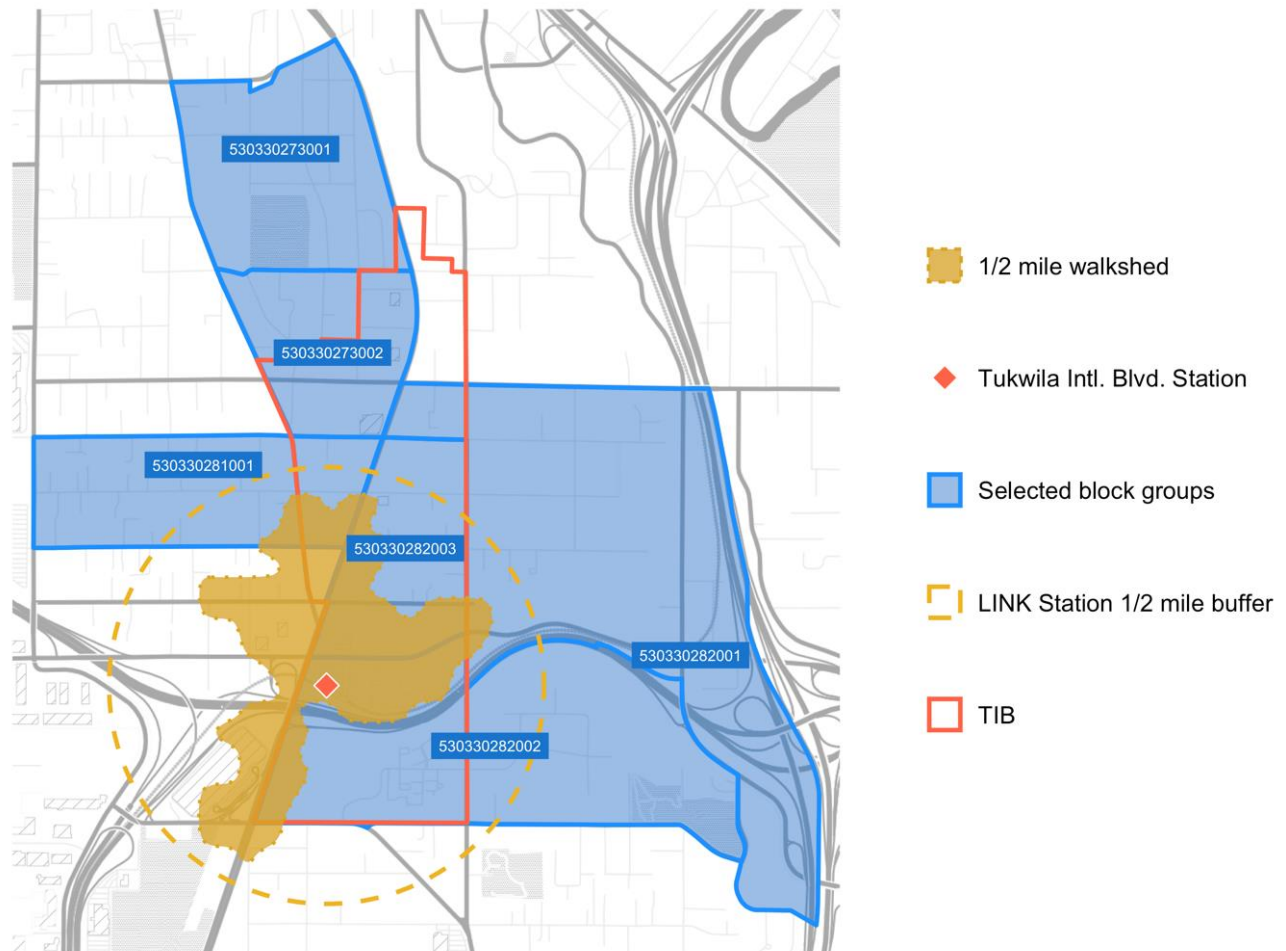 530330273001
530330273002
530330281001
530330282003
530330282001
530330282002
1/2 mile walkshed
Tukwila Intl. Blvd. Station
Selected block groups
LINK Station 1/2 mile buffer
TIB